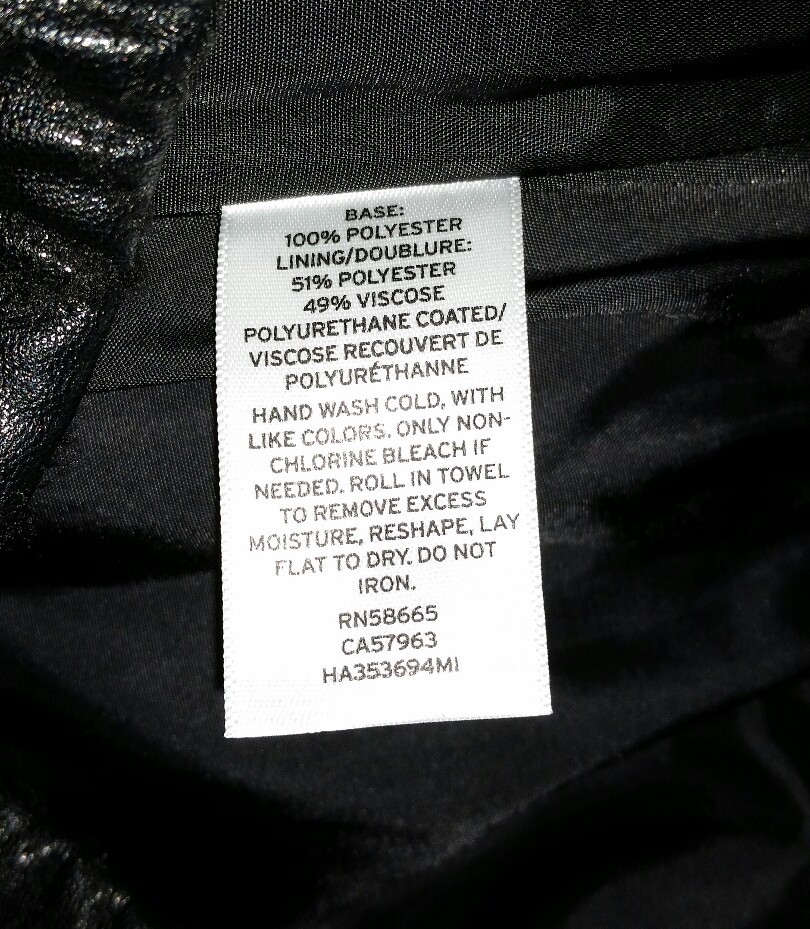 BASE:
100% POLYESTER
LINING/DOUBLURE:
51% POLYESTER
49% VISCOSE
POLYURETHANE COATED/
VISCOSE RECOUVERT DE
POLYURÉTHANNE
HAND WASH COLD, WITH
LIKE COLORS. ONLY NON-
CHLORINE BLEACH IF
NEEDED. ROLL IN TOWEL
TO REMOVE EXCESS
MOISTURE, RESHAPE, LAY
FLAT TO DRY. DO NOT
IRON.
RN58665
CA57963
HA353694MI